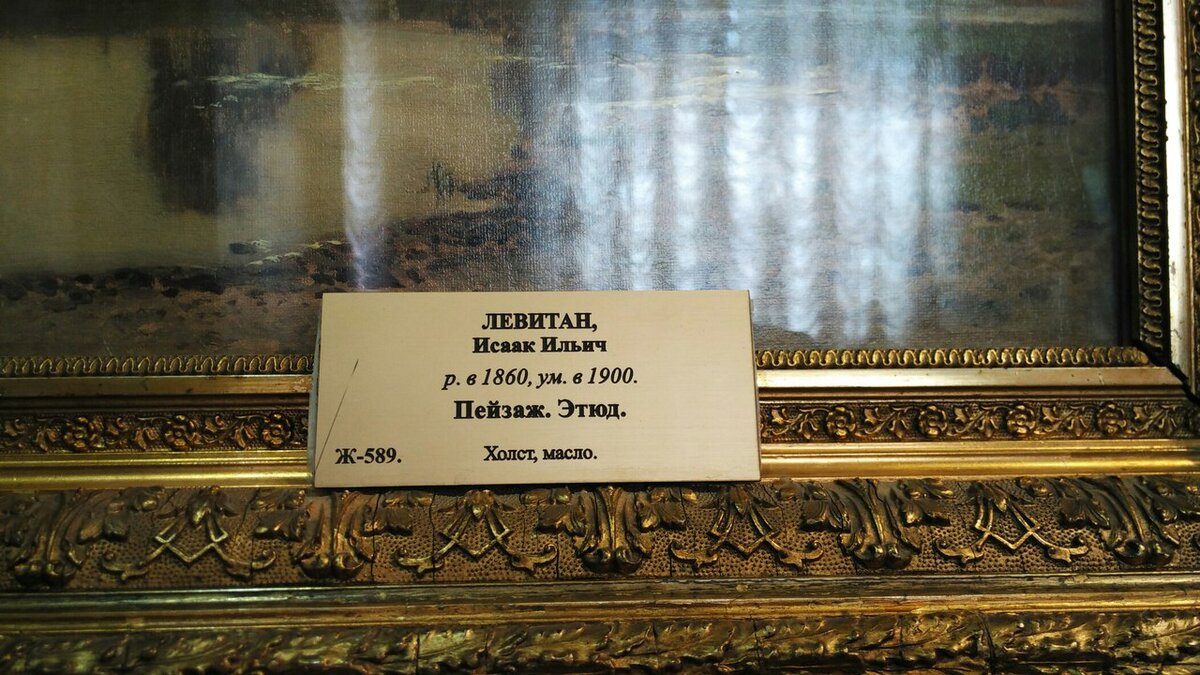 ЛЕВИТАН,
Исаак Ильич
р. в 1860, ум. в 1900.
Пейзаж. Этюд.
Ж-589. Холст, масло.